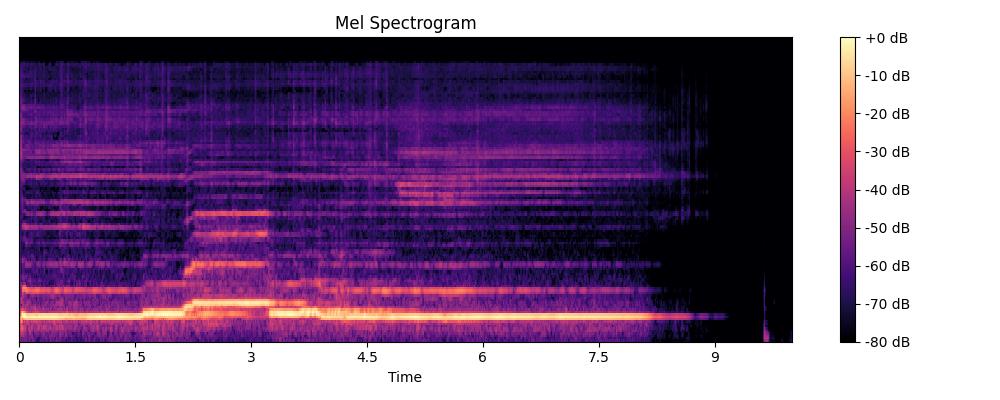 Mel Spectrogram
+0 dB
-10 dB
-20 dB
-30 dB
-40 dB
-50 dB
-60 dB
-70 dB
-80 dB
0 1.5 3 4.5 6 7.5 9
Time